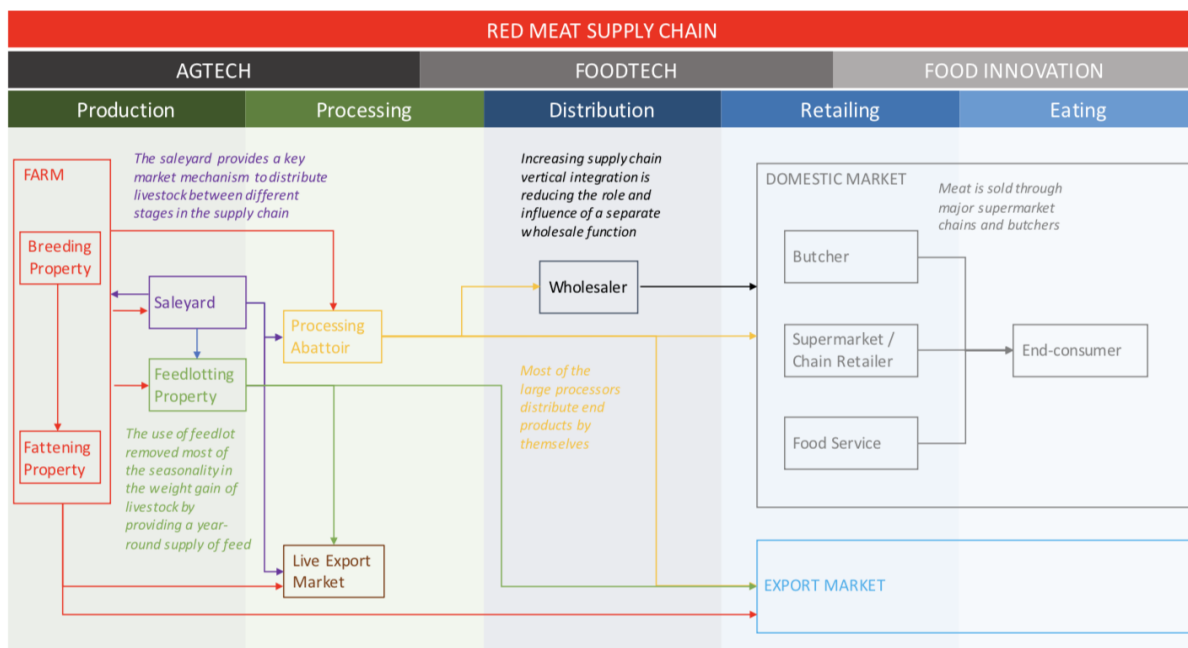 RED MEAT SUPPLY CHAIN
AGTECH
FOODTECH
FOOD INNOVATION
Production
Processing
Distribution
Retailing
Eating
FARM
Breeding
Property
Fattening
Property
The saleyard provides a key
market mechanism to distribute
livestock between different
stages in the supply chain
Saleyard
Feedlotting
Property
The use of feedlot
removed most of
the seasonality in
the weight gain of
livestock by
providing a year-
round supply of feed
Processing
Abattoir
Live Export
Market
Increasing supply chain
vertical integration is
reducing the role and
influence of a separate
wholesale function
Wholesaler
Most of the
large processors
distribute end
products by
themselves
DOMESTIC MARKET
Meat is sold through
major supermarket
chains and butchers
Butcher
Supermarket /
Chain Retailer
Food Service
End-consumer
EXPORT MARKET